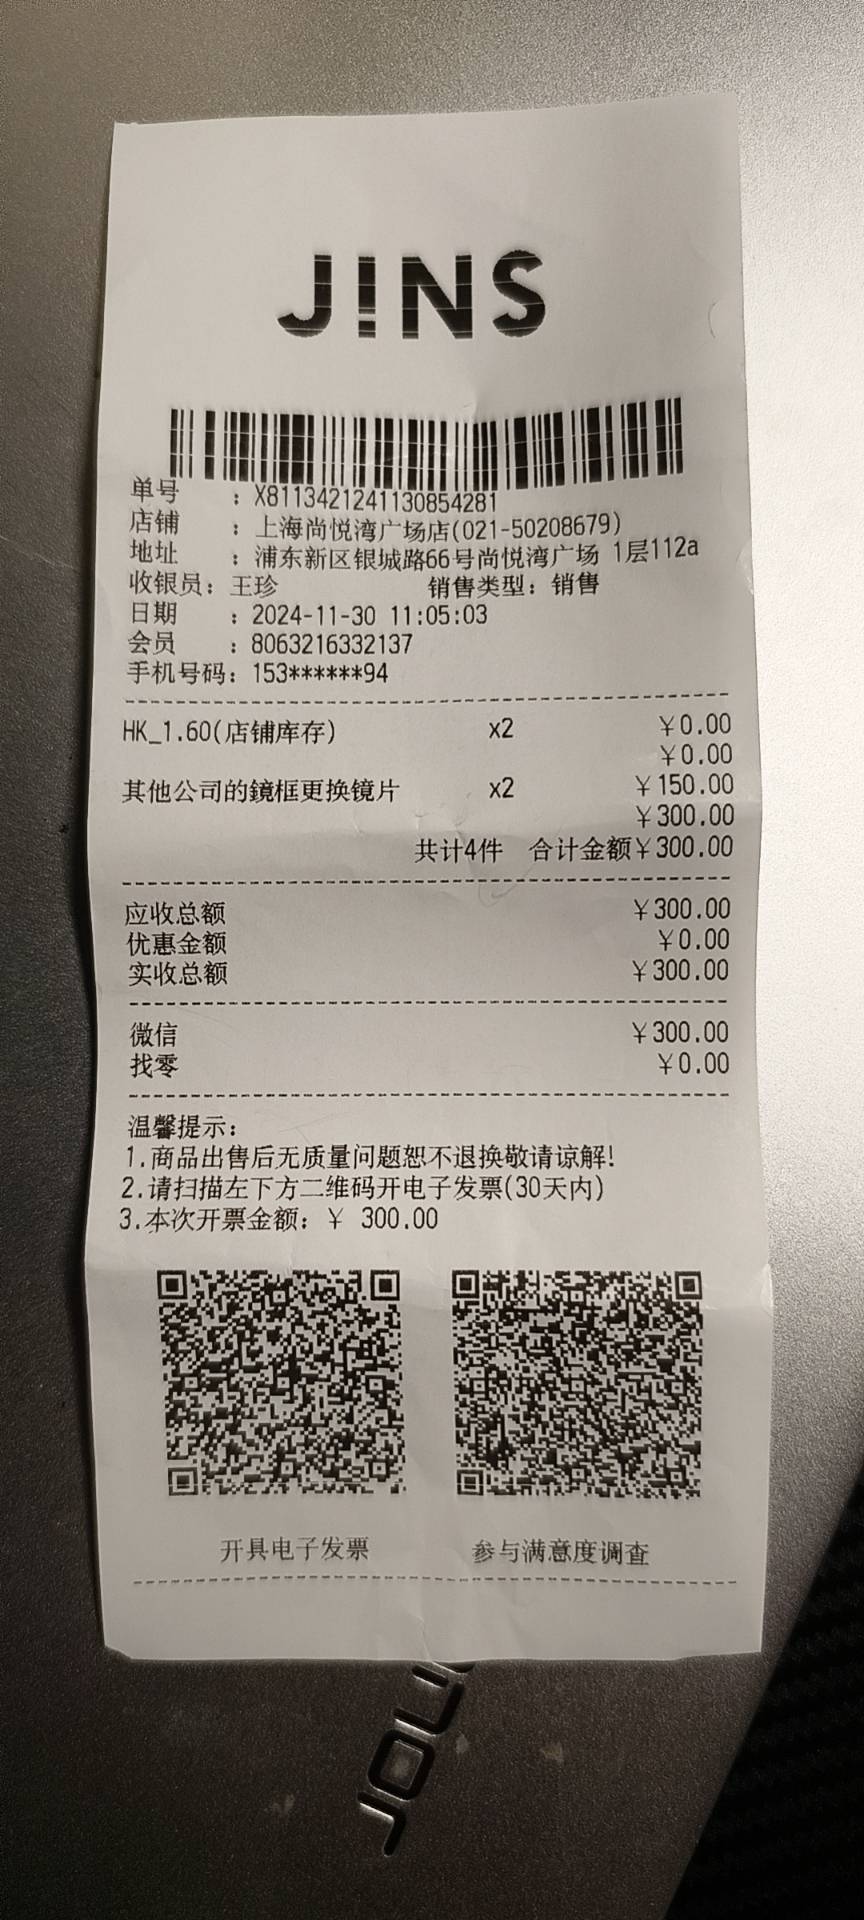 JINS
单号 : X8113421241130854281
店铺 : 上海尚悦湾广场店(021-50208679)
地址 : 浦东新区银城路66号尚悦湾广场 1层112a
收银员: 王珍 销售类型: 销售
日期 : 2024-11-30 11:05:03
会员 : 8063216332137
手机号码: 153******94
HK_1.60(店铺库存) x2 ￥0.00
￥0.00
其他公司的鏡框更换镜片 x2 ￥150.00
￥300.00
共计4件 合计金额￥300.00
应收总额 ￥300.00
优惠金额 ￥0.00
实收总额 ￥300.00
微信 ￥300.00
找零 ￥0.00
温馨提示:
1.商品出售后无质量问题恕不退换敬请谅解!
2.请扫描左下方二维码开电子发票(30天内)
3.本次开票金额: ￥ 300.00
开具电子发票 参与满意度调查